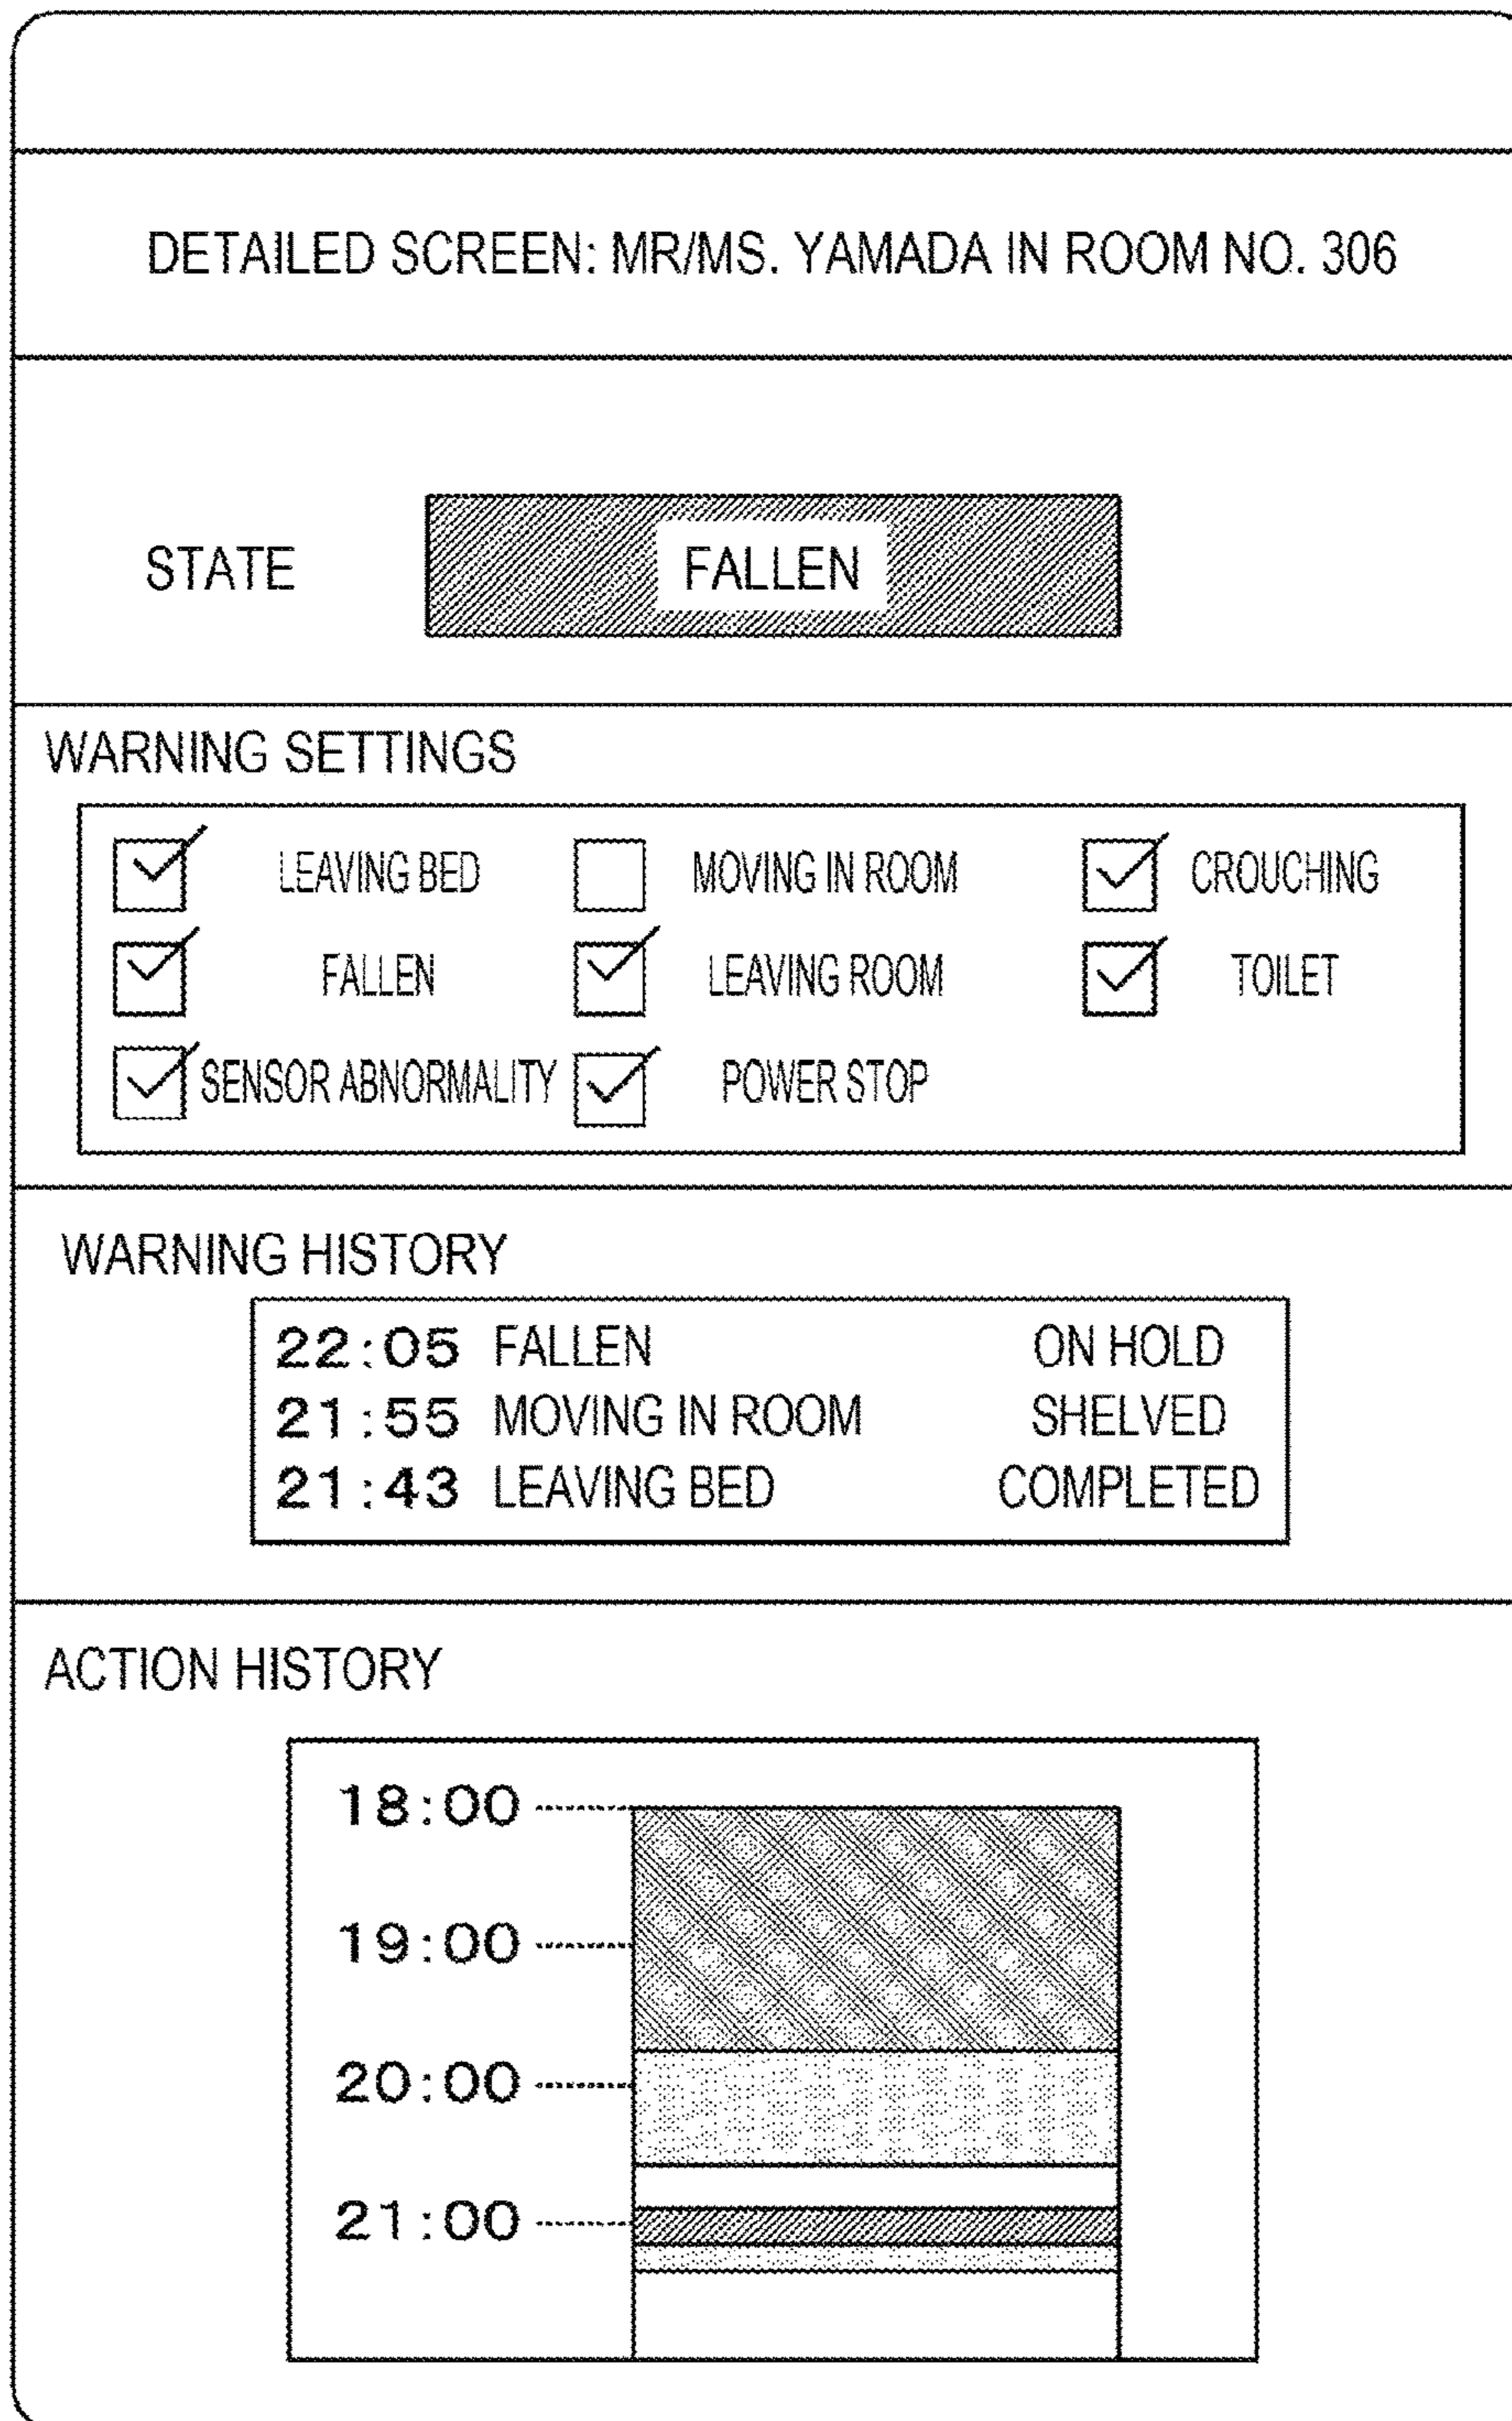 DETAILED SCREEN: MR/MS. YAMADA IN ROOM NO. 306
STATE FALLEN
WARNING SETTINGS
LEAVING BED MOVING IN ROOM CROUCHING
FALLEN LEAVING ROOM TOILET
SENSOR ABNORMALITY POWER STOP
WARNING HISTORY
22:05 FALLEN ON HOLD
21:55 MOVING IN ROOM SHELVED
21:43 LEAVING BED COMPLETED
ACTION HISTORY
18:00
19:00
20:00
21:00